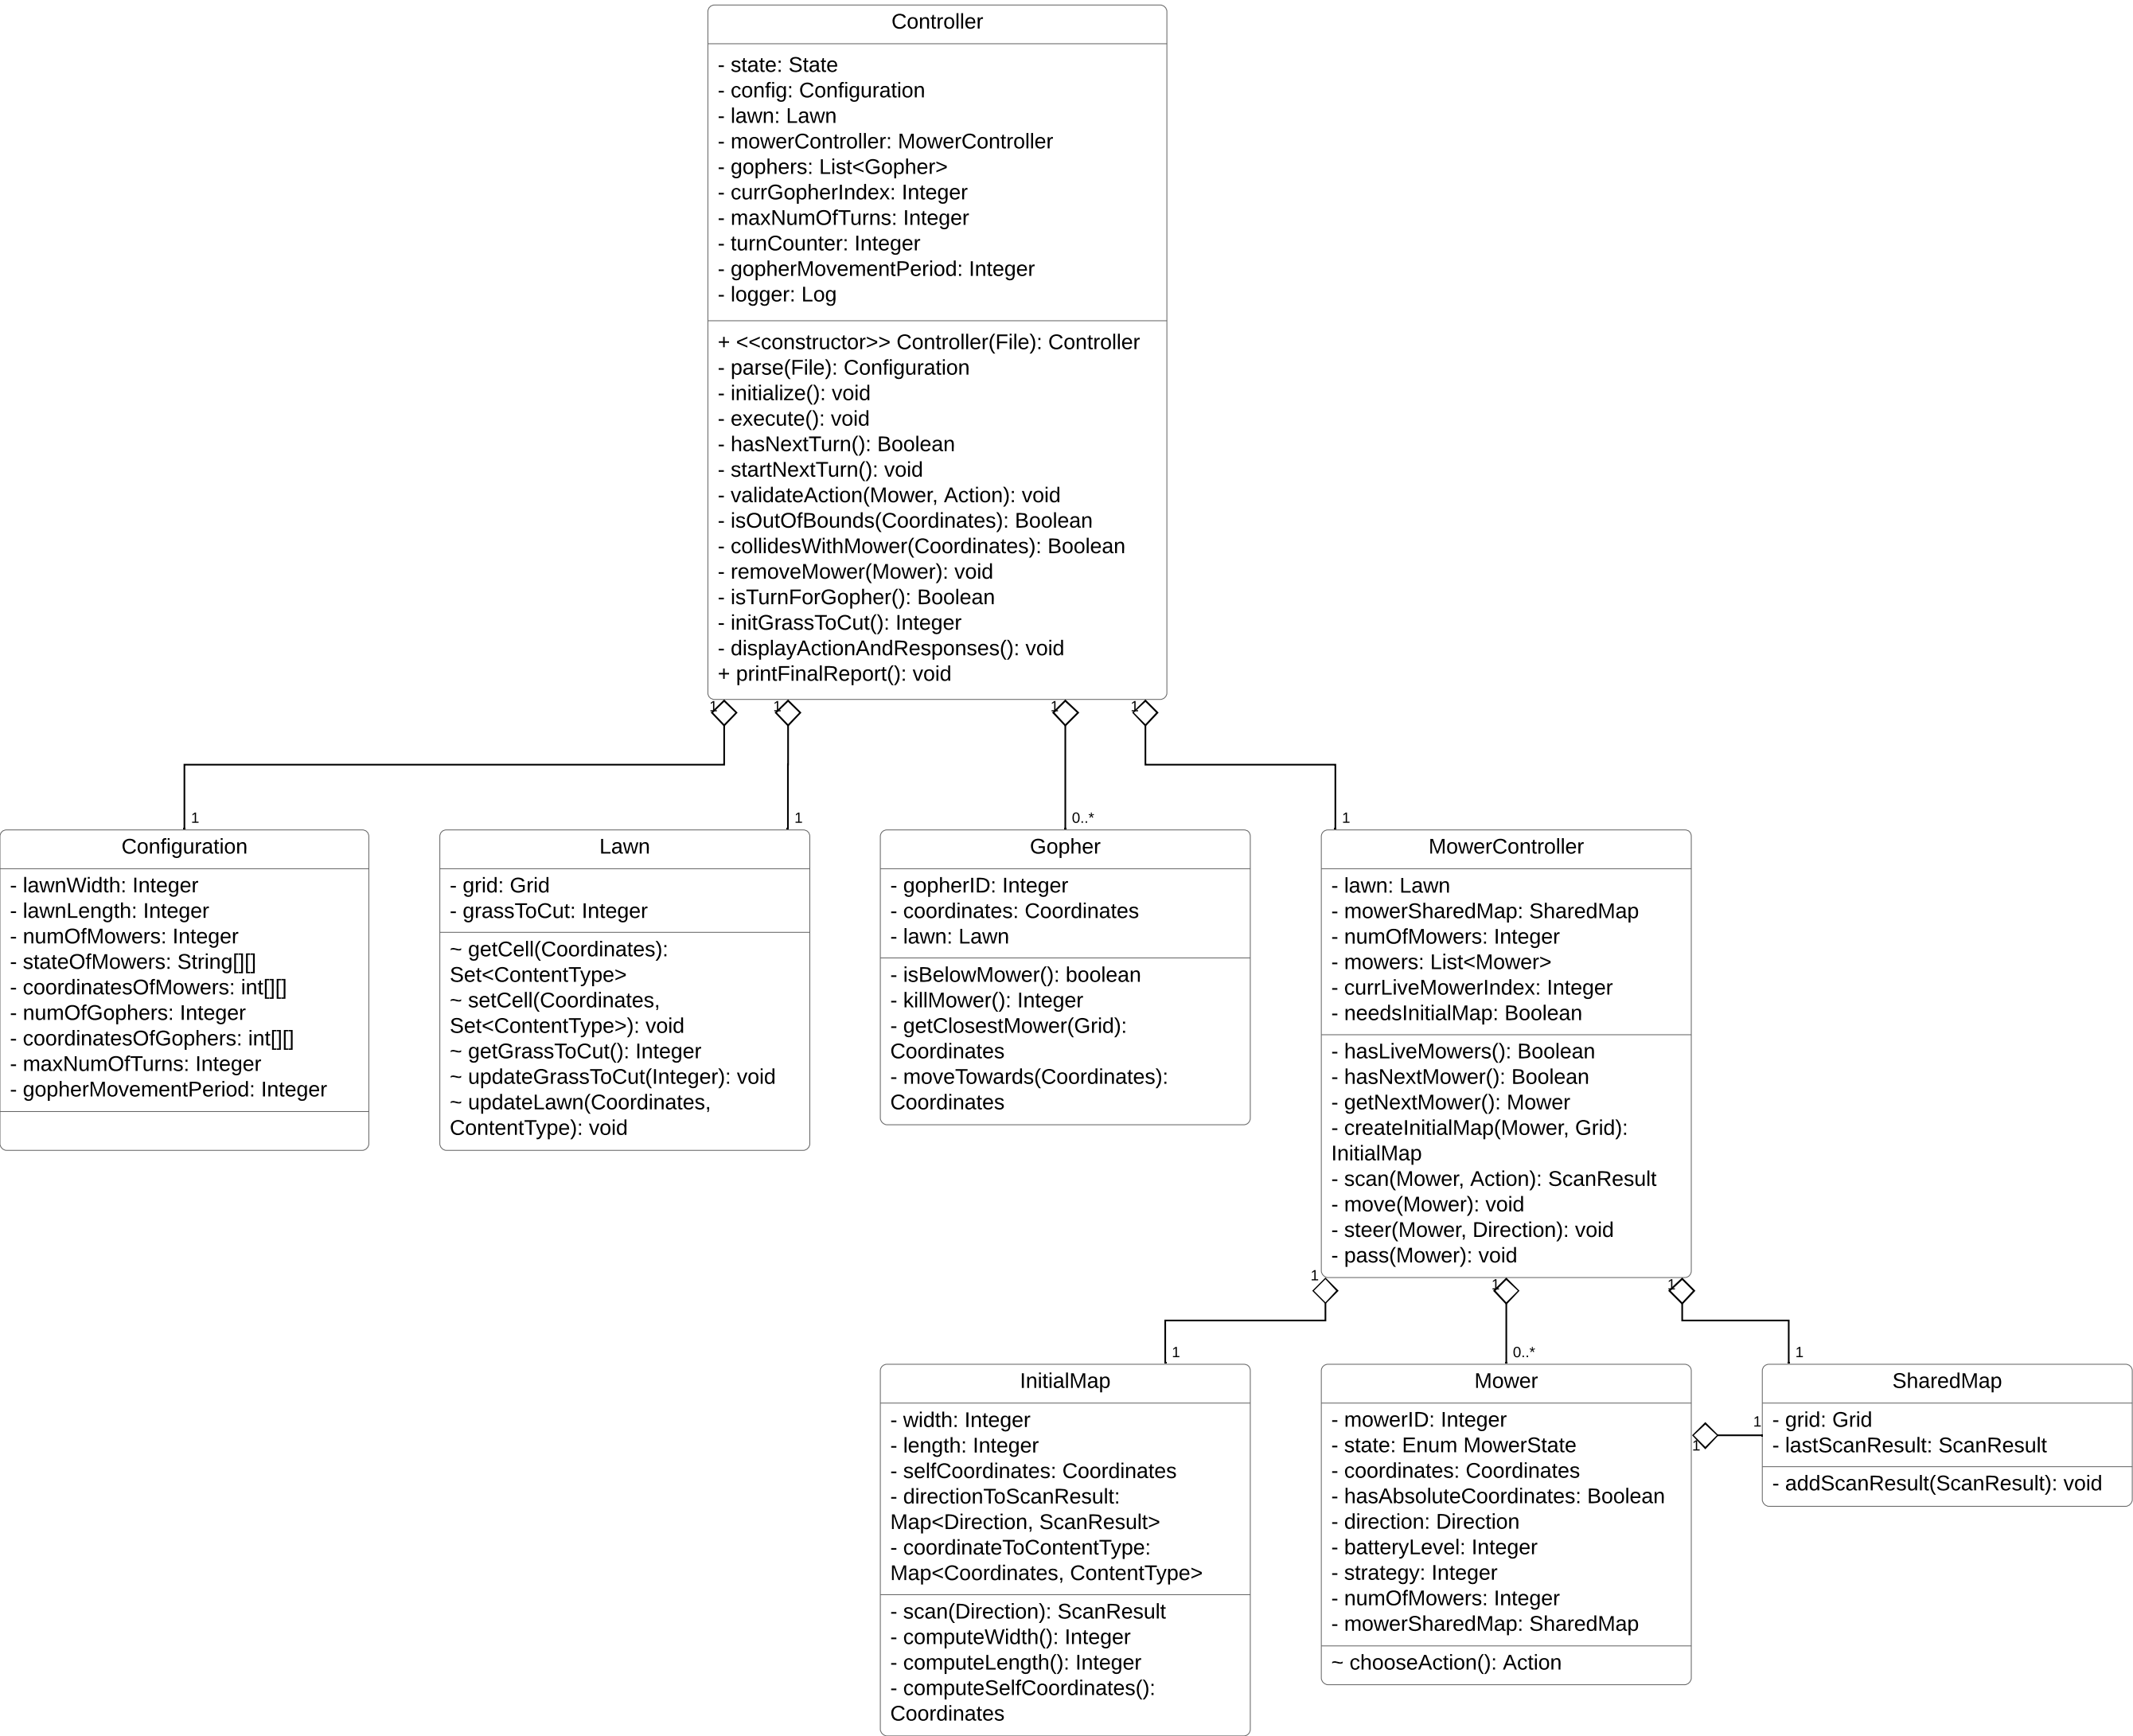 Controller
- state: State
- config: Configuration
- lawn: Lawn
- mowerController: MowerController
- gophers: List<Gopher>
- currGopherIndex: Integer
- maxNumOfTurns: Integer
- turnCounter: Integer
- gopherMovementPeriod: Integer
- logger: Log
+ <<constructor>> Controller(File): Controller
- parse(File): Configuration
- initialize(): void
- execute(): void
- hasNextTurn(): Boolean
- startNextTurn(): void
- validateAction(Mower, Action): void
- isOutOfBounds(Coordinates): Boolean
- collidesWithMower(Coordinates): Boolean
- removeMower(Mower): void
- isTurnForGopher(): Boolean
- initGrassToCut(): Integer
- displayActionAndResponses(): void
+ printFinalReport(): void
1
1
1
1
1
1
0..*
1
Configuration
- lawnWidth: Integer
- lawnLength: Integer
- numOfMowers: Integer
- stateOfMowers: String[][]
- coordinatesOfMowers: int[][]
- numOfGophers: Integer
- coordinatesOfGophers: int[][]
- maxNumOfTurns: Integer
- gopherMovementPeriod: Integer
Lawn
- grid: Grid
- grassToCut: Integer
~ getCell(Coordinates):
Set<ContentType>
~ setCell(Coordinates,
Set<ContentType>): void
~ getGrassToCut(): Integer
~ updateGrassToCut(Integer): void
~ updateLawn(Coordinates,
ContentType): void
Gopher
- gopherID: Integer
- coordinates: Coordinates
- lawn: Lawn
- isBelowMower(): boolean
- killMower(): Integer
- getClosestMower(Grid):
Coordinates
- moveTowards(Coordinates):
Coordinates
MowerController
- lawn: Lawn
- mowerSharedMap: SharedMap
- numOfMowers: Integer
- mowers: List<Mower>
- currLiveMowerIndex: Integer
- needsInitialMap: Boolean
- hasLiveMowers(): Boolean
- hasNextMower(): Boolean
- getNextMower(): Mower
- createInitialMap(Mower, Grid):
InitialMap
- scan(Mower, Action): ScanResult
- move(Mower): void
- steer(Mower, Direction): void
- pass(Mower): void
1
1
1
1
0..*
1
InitialMap
- width: Integer
- length: Integer
- selfCoordinates: Coordinates
- directionToScanResult:
Map<Direction, ScanResult>
- coordinateToContentType:
Map<Coordinates, ContentType>
- scan(Direction): ScanResult
- computeWidth(): Integer
- computeLength(): Integer
- computeSelfCoordinates():
Coordinates
Mower
- mowerID: Integer
- state: Enum MowerState
- coordinates: Coordinates
- hasAbsoluteCoordinates: Boolean
- direction: Direction
- batteryLevel: Integer
- strategy: Integer
- numOfMowers: Integer
- mowerSharedMap: SharedMap
~ chooseAction(): Action
1
1
SharedMap
- grid: Grid
- lastScanResult: ScanResult
- addScanResult(ScanResult): void